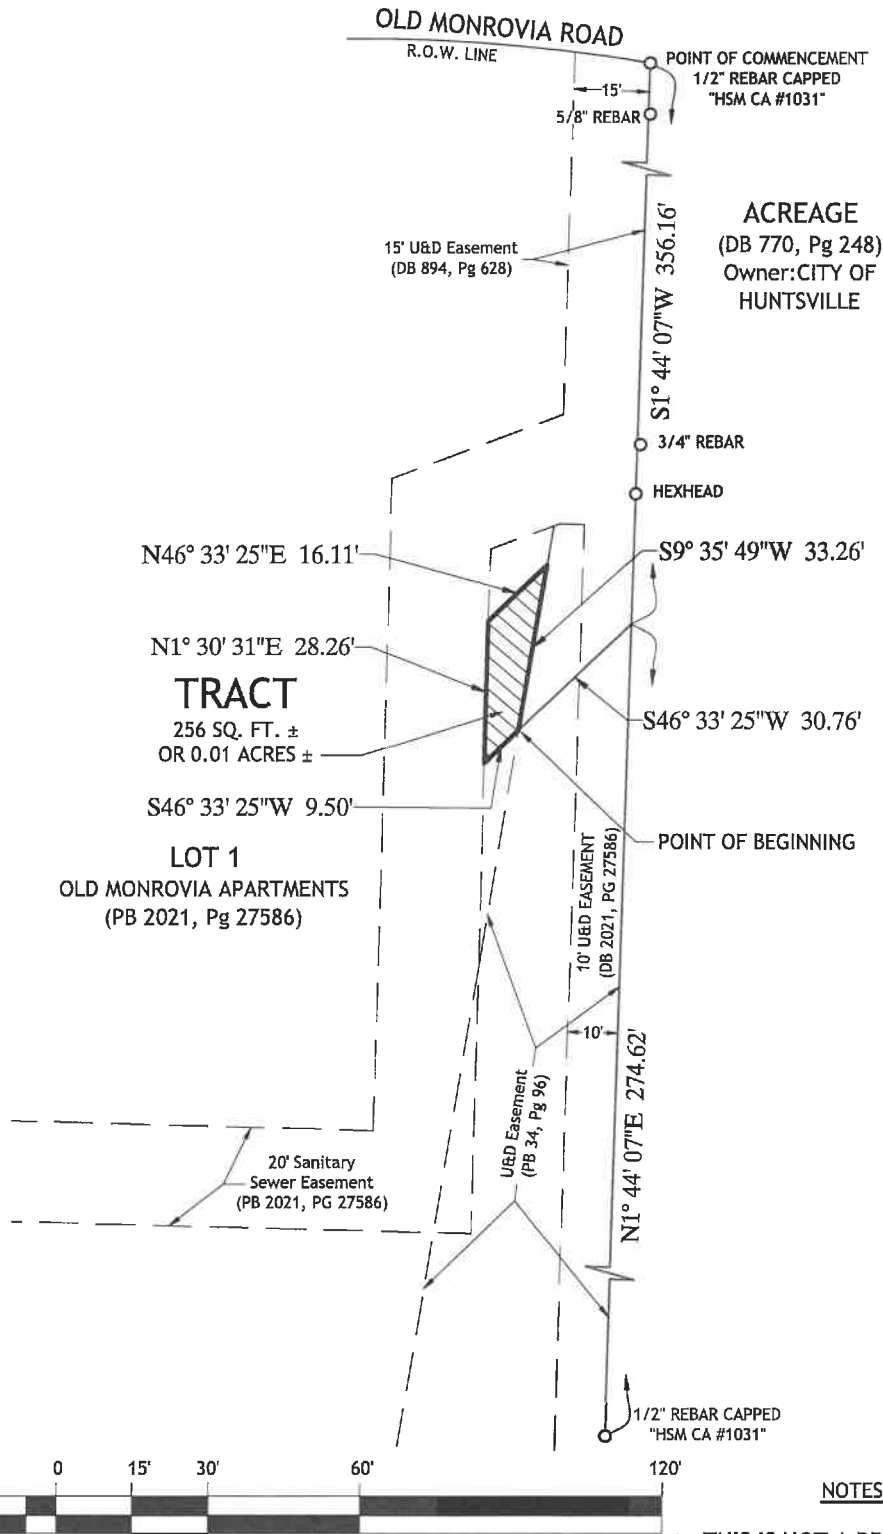 OLD MONROVIA ROAD
R.O.W. LINE
POINT OF COMMENCEMENT
1/2" REBAR CAPPED
"HSM CA #1031"
15'
5/8" REBAR
ACREAGE
(DB 770, Pg 248)
Owner:CITY OF
HUNTSVILLE
15' U&D Easement
(DB 894, Pg 628)
S1° 44' 07"W 356.16'
3/4" REBAR
HEXHEAD
N46° 33' 25"E 16.11'
S9° 35' 49"W 33.26'
N1° 30' 31"E 28.26'
TRACT
256 SQ. FT. ±
OR 0.01 ACRES ±
S46° 33' 25"W 30.76'
S46° 33' 25"W 9.50'
POINT OF BEGINNING
LOT 1
OLD MONROVIA APARTMENTS
(PB 2021, Pg 27586)
10' U&D EASEMENT
(DB 2021, PG 27586)
10'
N1° 44' 07"E 274.62'
U&D Easement
(PB 34, Pg 96)
20' Sanitary
Sewer Easement
(PB 2021, PG 27586)
1/2" REBAR CAPPED
"HSM CA #1031"
0 15' 30' 60' 120'
NOTES